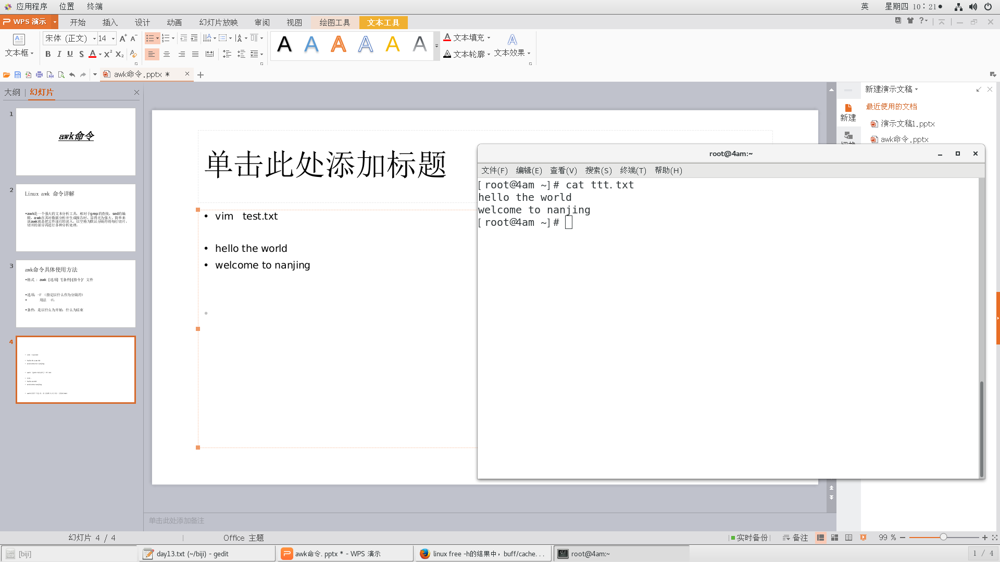 应用程序 位置 终端 英 星期四 10：21●
WPS 演示 开始 插入 设计 动画 幻灯片放映 审阅 视图 绘图工具 文本工具
宋体 (正文) 14 A A 文本填充
文本框 B I U S A X² X₂ 文本轮廓 文本效果
awk命令.pptx *
大纲 幻灯片
新建演示文稿
最近使用的文档
新建
演示文稿1.pptx
awk命令.pptx
切换
1
awk命令
2
Linux awk 命令详解
•awk是一个强大的文本分析工具，相对于grep的查找，sed的编
辑，awk在其对数据分析并生成报告时，显得尤为强大。简单来
说awk就是把文件逐行的读入，以空格为默认分隔符将每行切片，
切开的部分再进行各种分析处理。
3
awk命令具体使用方法
•格式 : awk [选项] '[条件]{指令}' 文件
•选项: -F （指定以什么作为分隔符）
• 用法 -F:
•条件: 是以什么为开始; 什么为结束
4
单击此处添加标题
• vim test.txt
• hello the world
• welcome to nanjing
root@4am:~
文件(F) 编辑(E) 查看(V) 搜索(S) 终端(T) 帮助(H)
[root@4am ~]# cat ttt.txt
hello the world
welcome to nanjing
[root@4am ~]#
单击此处添加备注
幻灯片 4 / 4 Office 主题 实时备份 备注 99 %
[biji] day13.txt (~/biji) - gedit awk命令. pptx * - WPS 演示 linux free -h的结果中，buff/cache. . . root@4am:~ 1 / 4